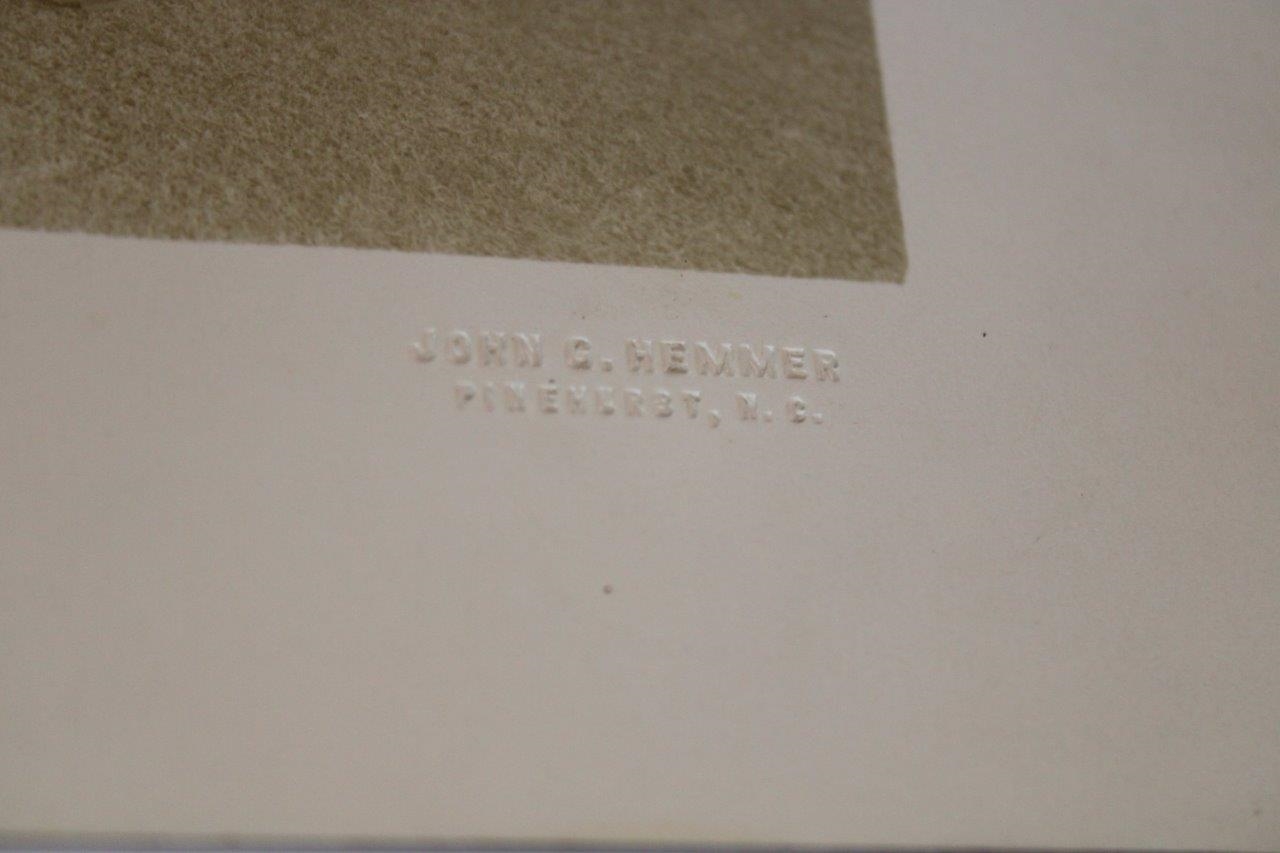 JOHN G. HEMMER
PINEHURST, N. C.